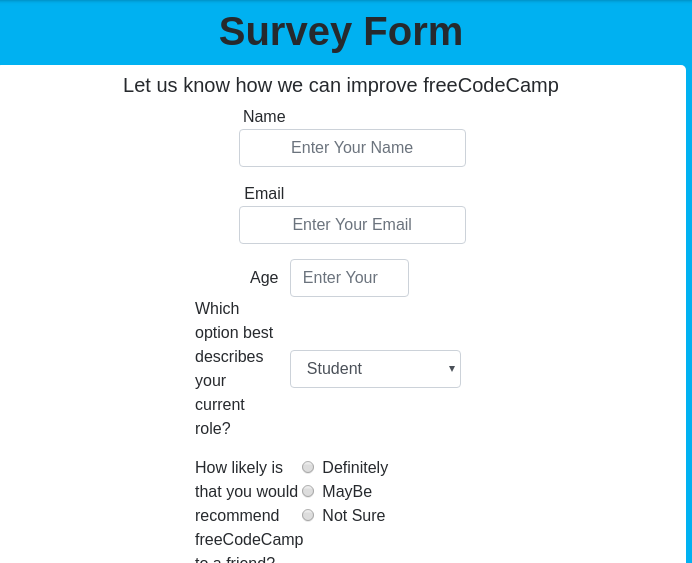 Survey Form
Let us know how we can improve freeCodeCamp
Name
Enter Your Name
Email
Enter Your Email
Age Enter Your
Which
option best
describes
your
current
role?
Student
How likely is
that you would
recommend
freeCodeCamp
to a friend?
Definitely
MayBe
Not Sure